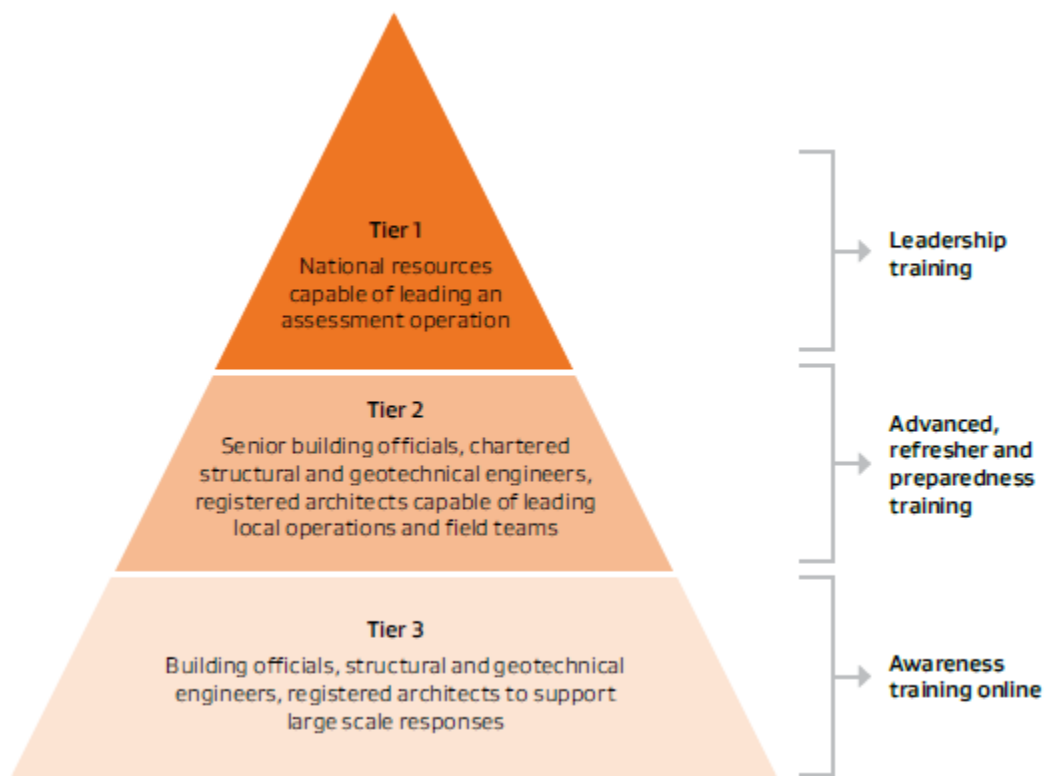 Tier 1
National resources
capable of leading an
assessment operation
Leadership
training
Tier 2
Senior building officials, chartered
structural and geotechnical engineers,
registered architects capable of leading
local operations and field teams
Advanced,
refresher and
preparedness
training
Tier 3
Building officials, structural and geotechnical
engineers, registered architects to support
large scale responses
Awareness
training online